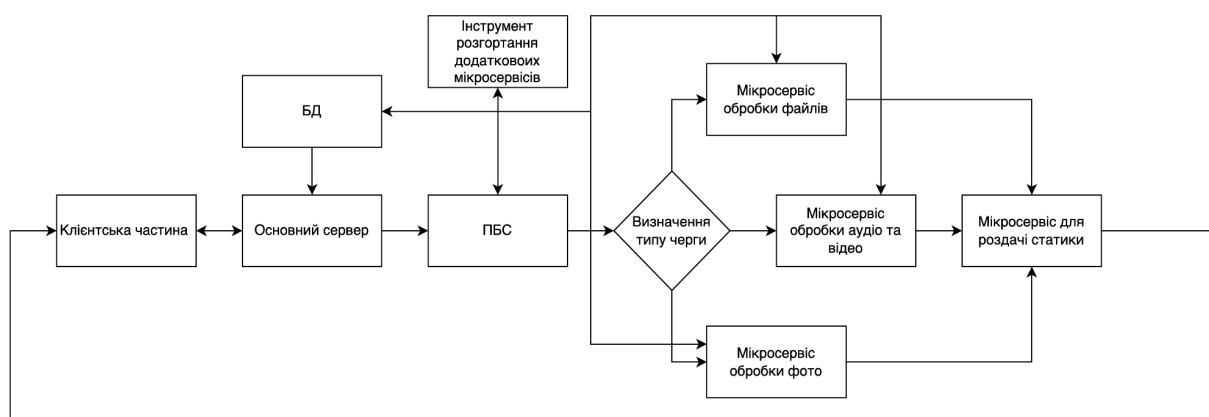 Інструмент
розгортання
додатковоих
мікросервісів
БД
Мікросервіс
обробки файлів
Клієнтська частина
Основний сервер
ПБС
Визначення
типу черги
Мікросервіс
обробки аудіо та
відео
Мікросервіс для
роздачі статики
Мікросервіс
обробки фото